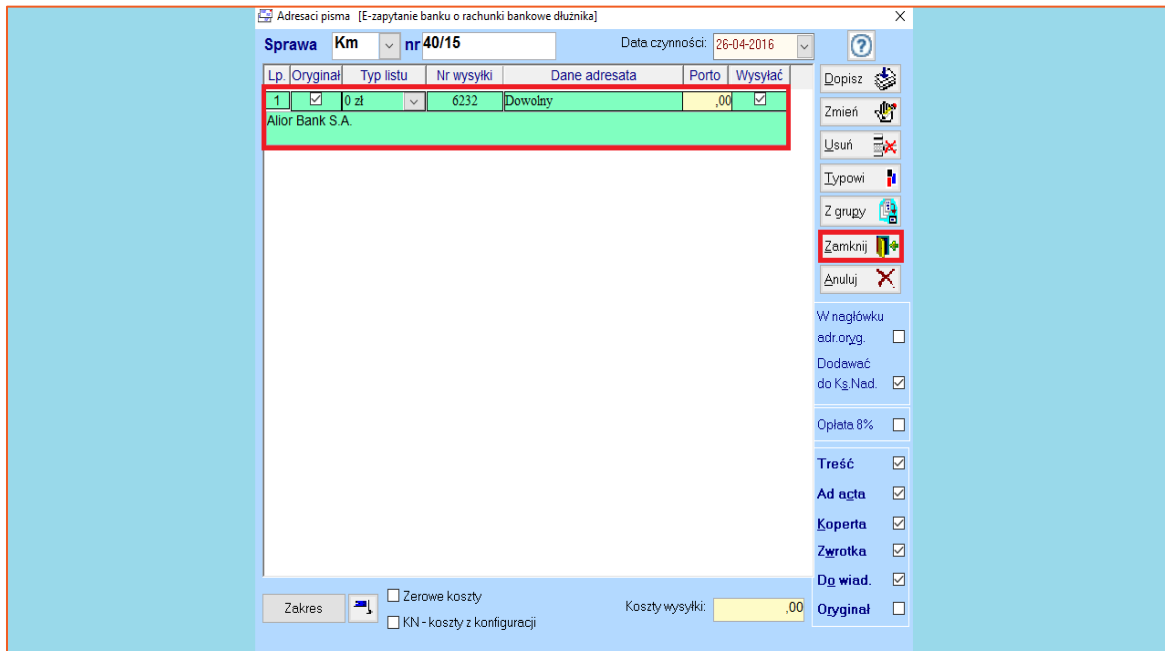 Adresaci pisma [E-zapytanie banku o rachunki bankowe dłużnika]
Sprawa Km nr 40/15 Data czynności: 26-04-2016
Lp. Oryginał Typ listu Nr wysyłki Dane adresata Porto Wysyłać
1 0 zł 6232 Dowolny ,00
Alior Bank S.A.
Dopisz
Zmień
Usuń
Typowi
Z grupy
Zamknij
Anuluj
W nagłówku
adr.oryg.
Dodawać
do Ks.Nad.
Opłata 8%
Treść
Ad acta
Koperta
Zwrotka
Do wiad.
Oryginał
Zakres
Zerowe koszty
KN - koszty z konfiguracji
Koszty wysyłki: ,00